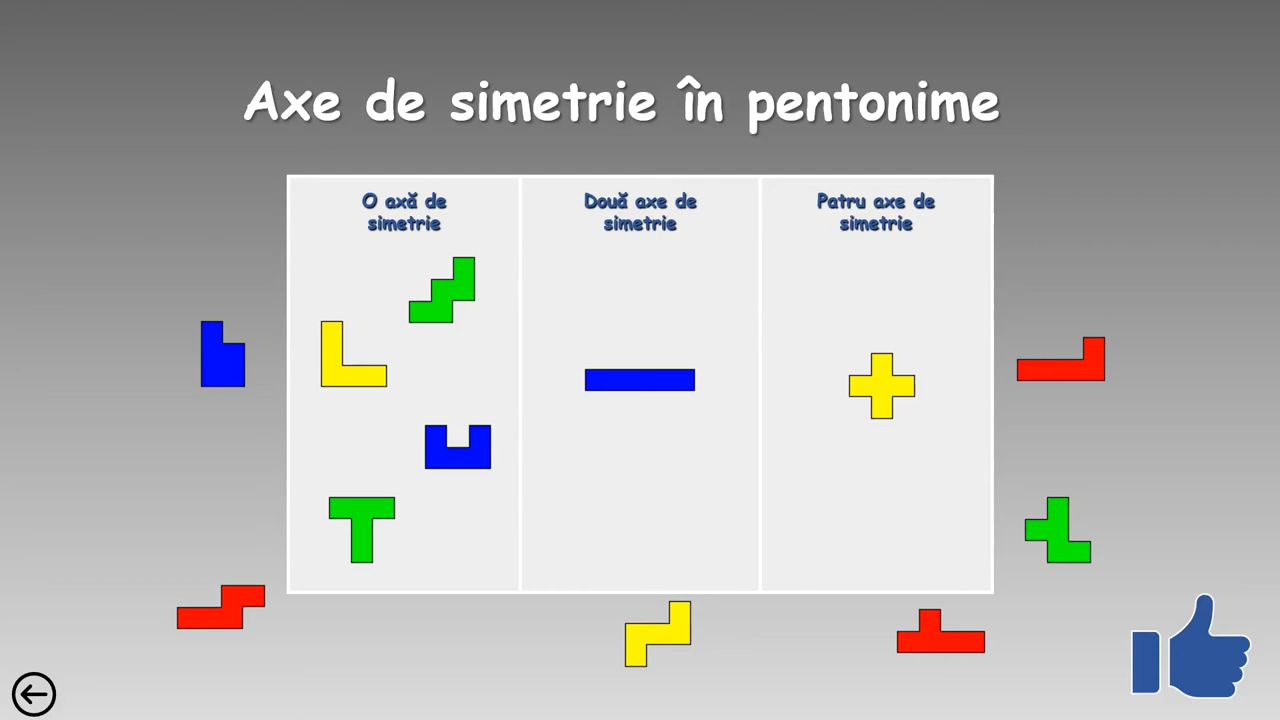 Axe de simetrie în pentonime
O axă de
simetrie
Două axe de
simetrie
Patru axe de
simetrie